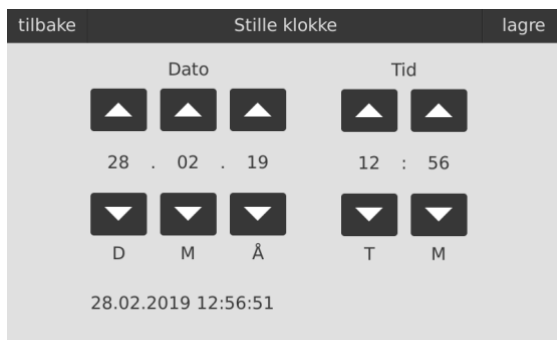 tilbake Stille klokke lagre
Dato Tid
28 . 02 . 19 12 : 56
D M Å T M
28.02.2019 12:56:51